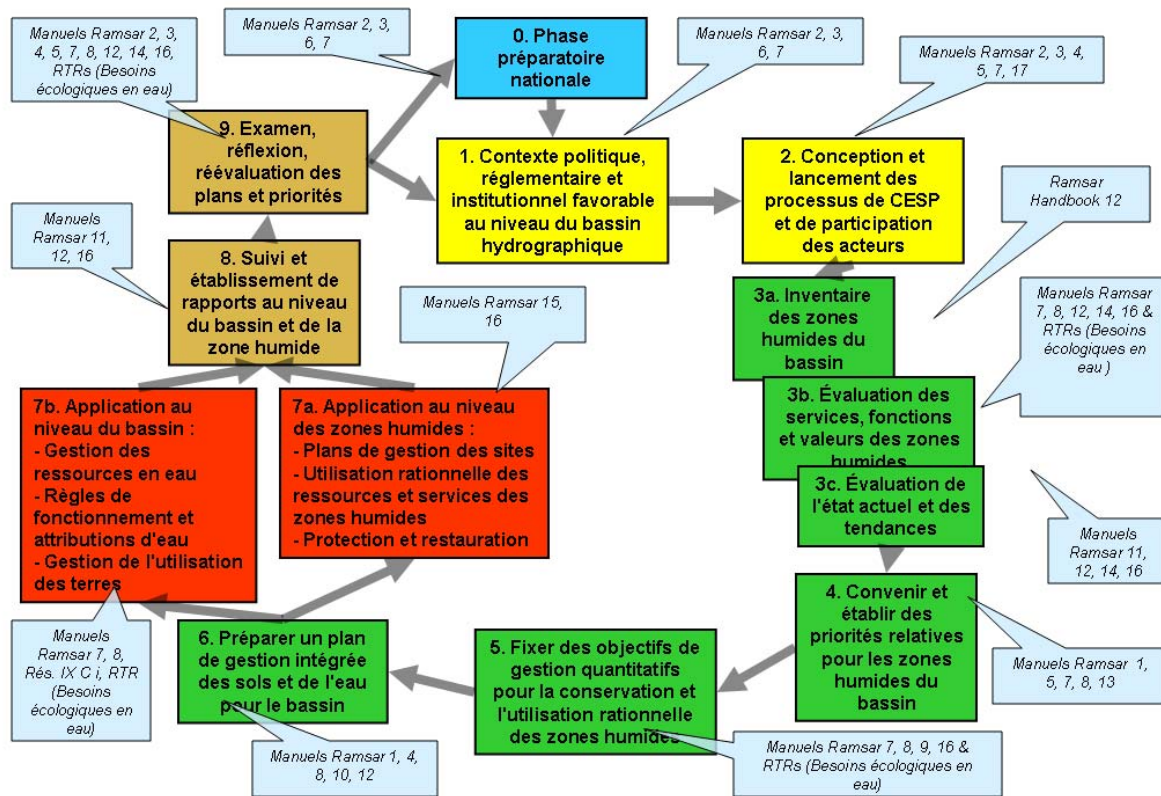 Manuels Ramsar 2, 3,
4, 5, 7, 8, 12, 14, 16,
RTRs (Besoins
écologiques en eau)
Manuels Ramsar 2, 3,
6, 7
0. Phase
préparatoire
nationale
Manuels Ramsar 2, 3,
6, 7
Manuels Ramsar 2, 3, 4,
5, 7, 17
9. Examen,
réflexion,
réévaluation des
plans et priorités
1. Contexte politique,
réglementaire et
institutionnel favorable
au niveau du bassin
hydrographique
2. Conception et
lancement des
processus de CESP
et de participation
des acteurs
Ramsar
Handbook 12
Manuels
Ramsar 11,
12, 16
8. Suivi et
établissement de
rapports au niveau
du bassin et de la
zone humide
Manuels Ramsar 15,
16
3a. Inventaire
des zones
humides du
bassin
Manuels Ramsar
7, 8, 12, 14, 16 &
RTRs (Besoins
écologiques en
eau )
3b. Évaluation des
services, fonctions
et valeurs des zones
humides
3c. Évaluation de
l'état actuel et des
tendances
Manuels
Ramsar 11,
12, 14, 16
7b. Application au
niveau du bassin :
- Gestion des
ressources en eau
- Règles de
fonctionnement et
attributions d'eau
- Gestion de l'utilisation
des terres
7a. Application au niveau
des zones humides :
- Plans de gestion des sites
- Utilisation rationnelle des
ressources et services des
zones humides
- Protection et restauration
4. Convenir et
établir des
priorités relatives
pour les zones
humides du
bassin
Manuels Ramsar 1,
5, 7, 8, 13
Manuels
Ramsar 7, 8,
Rés. IX C i, RTR
(Besoins
écologiques en
eau)
6. Préparer un plan
de gestion intégrée
des sols et de l'eau
pour le bassin
5. Fixer des objectifs de
gestion quantitatifs
pour la conservation et
l'utilisation rationnelle
des zones humides
Manuels Ramsar 1, 4,
8, 10, 12
Manuels Ramsar 7, 8, 9, 16 &
RTRs (Besoins écologiques en
eau)